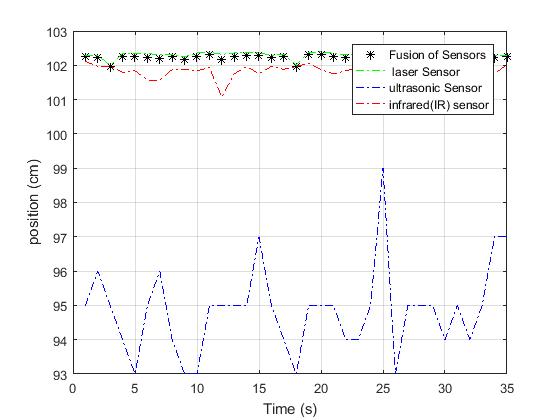 103
102
101
100
99
98
97
96
95
94
93
position (cm)
Fusion of Sensors
laser Sensor
ultrasonic Sensor
infrared(IR) sensor
0 5 10 15 20 25 30 35
Time (s)